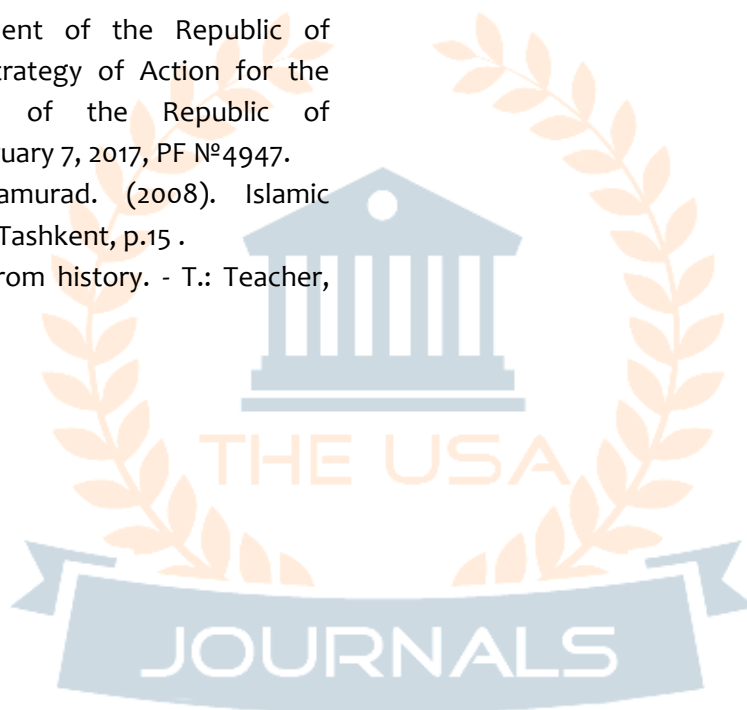 ent of the Republic of
trategy of Action for the
of the Republic of
uary 7, 2017, PF №4947.
amurad. (2008). Islamic
Tashkent, p.15 .
rom history. - T.: Teacher,
THE USA
JOURNALS